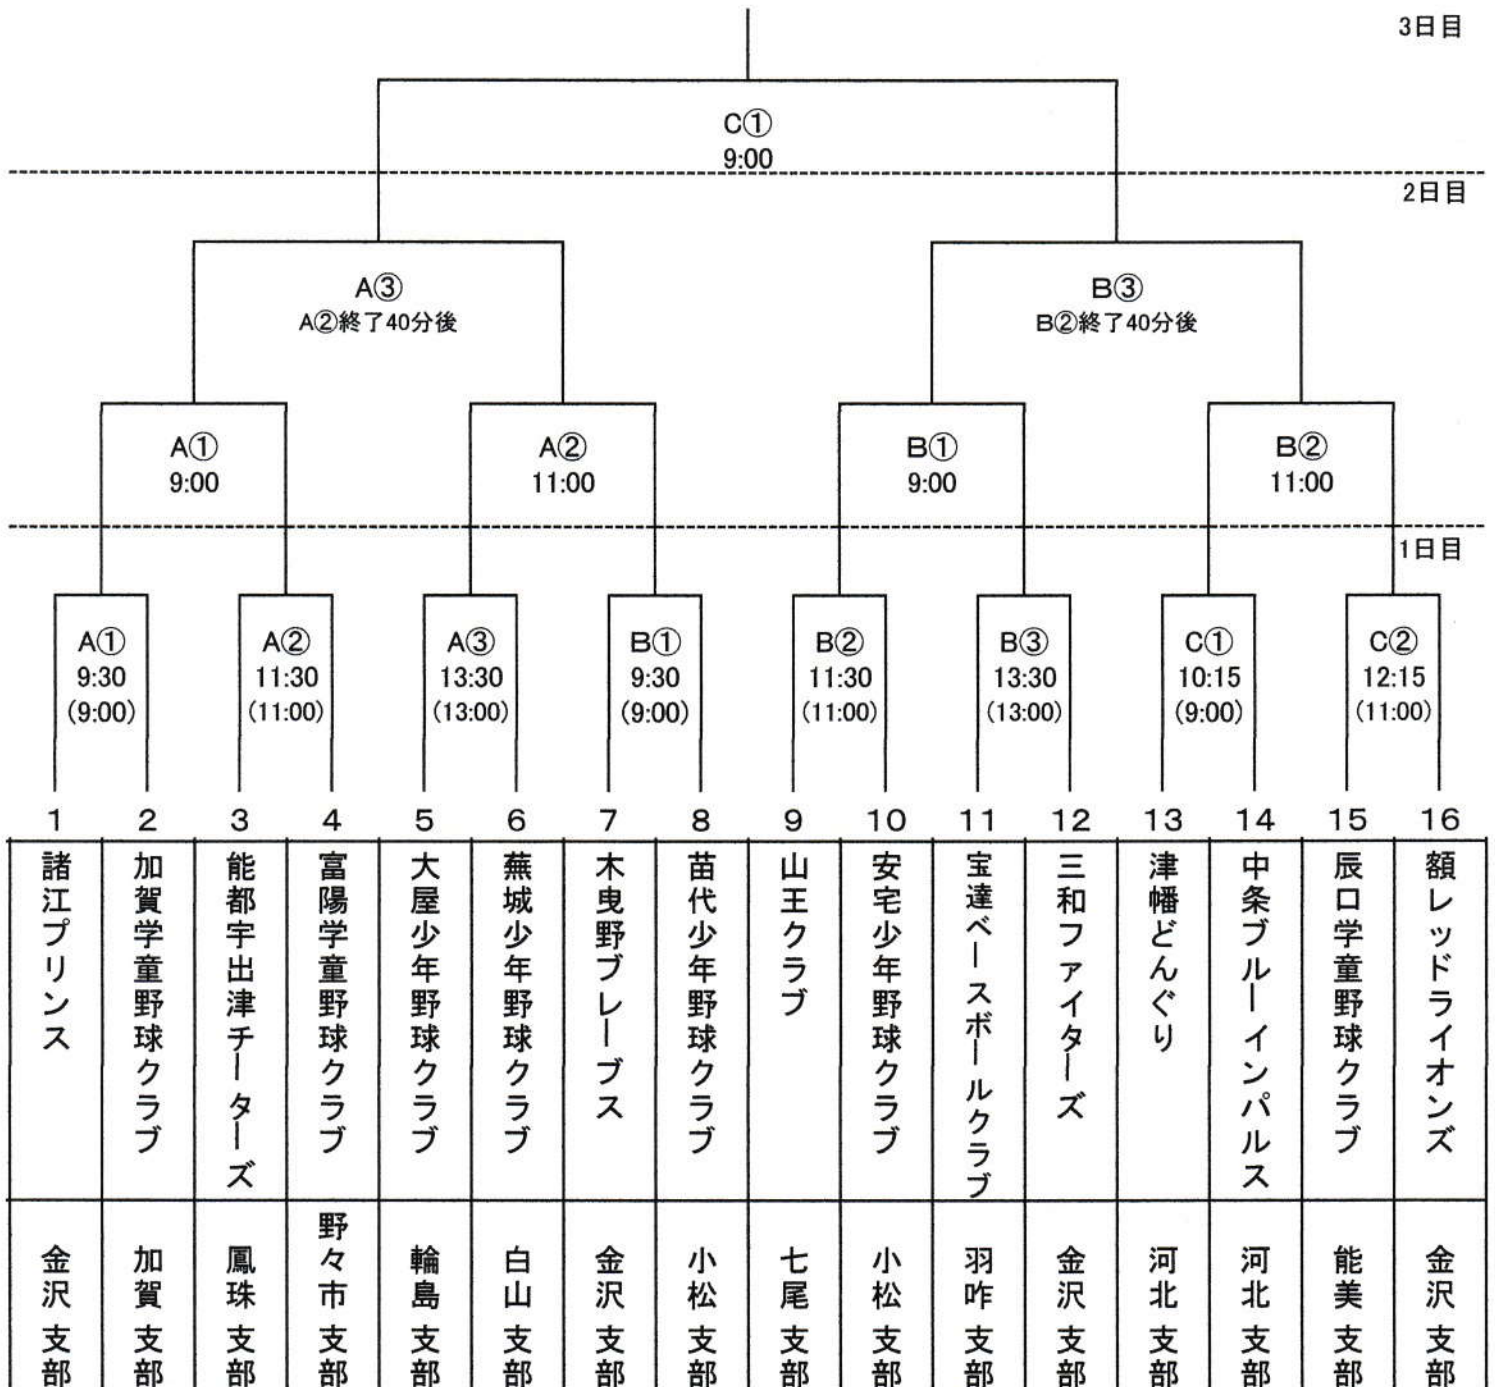 3日目
C①
9:00
2日目
A③
A②終了40分後
B③
B②終了40分後
A①
9:00
A②
11:00
B①
9:00
B②
11:00
1日目
A①
9:30
(9:00)
A②
11:30
(11:00)
A③
13:30
(13:00)
B①
9:30
(9:00)
B②
11:30
(11:00)
B③
13:30
(13:00)
C①
10:15
(9:00)
C②
12:15
(11:00)
1
2
3
4
5
6
7
8
9
10
11
12
13
14
15
16
諸江プリンス
加賀学童野球クラブ
能都宇出津チーターズ
富陽学童野球クラブ
大屋少年野球クラブ
蕪城少年野球クラブ
木曳野ブレーブス
苗代少年野球クラブ
山王クラブ
安宅少年野球クラブ
宝達ベースボールクラブ
三和ファイターズ
津幡どんぐり
中条ブルーインパルス
辰口学童野球クラブ
額レッドライオンズ
金沢支部
加賀支部
鳳珠支部
野々市支部
輪島支部
白山支部
金沢支部
小松支部
七尾支部
小松支部
羽咋支部
金沢支部
河北支部
河北支部
能美支部
金沢支部